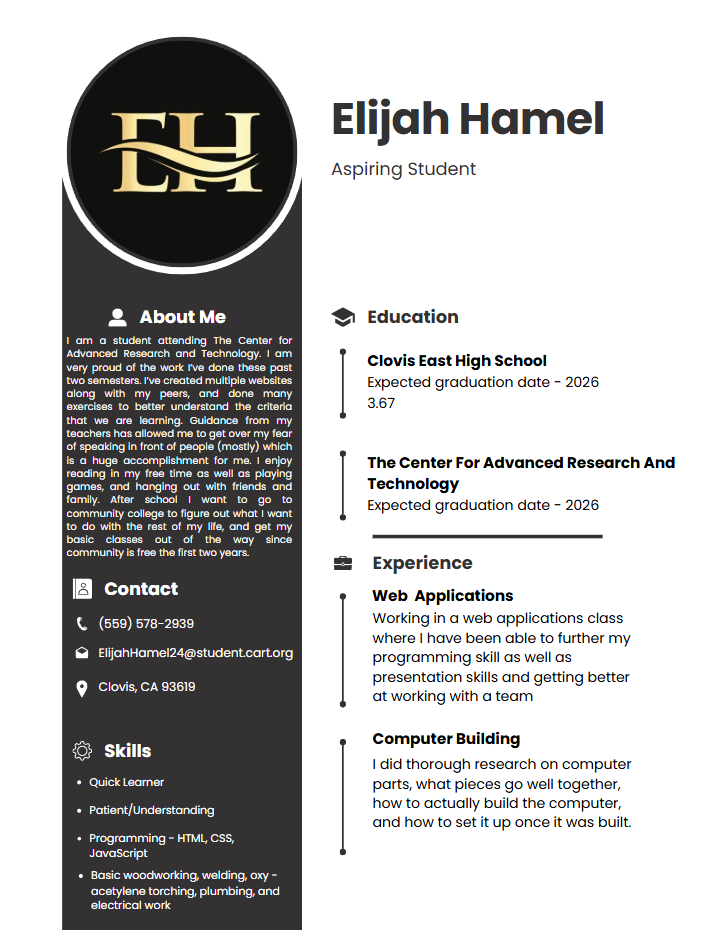 EH
Elijah Hamel
Aspiring Student
About Me
I am a student attending The Center for
Advanced Research and Technology. I am
very proud of the work I've done these past
two semesters. I've created multiple websites
along with my peers, and done many
exercises to better understand the criteria
that we are learning. Guidance from my
teachers has allowed me to get over my fear
of speaking in front of people (mostly) which
is a huge accomplishment for me. I enjoy
reading in my free time as well as playing
games, and hanging out with friends and
family. After school I want to go to
community college to figure out what I want
to do with the rest of my life, and get my
basic classes out of the way since
community is free the first two years.
Contact
(559) 578-2939
ElijahHamel24@student.cart.org
Clovis, CA 93619
Skills
• Quick Learner
• Patient/Understanding
• Programming - HTML, CSS,
JavaScript
• Basic woodworking, welding, oxy -
acetylene torching, plumbing, and
electrical work
Education
Clovis East High School
Expected graduation date - 2026
3.67
The Center For Advanced Research And
Technology
Expected graduation date - 2026
Experience
Web Applications
Working in a web applications class
where I have been able to further my
programming skill as well as
presentation skills and getting better
at working with a team
Computer Building
I did thorough research on computer
parts, what pieces go well together,
how to actually build the computer,
and how to set it up once it was built.